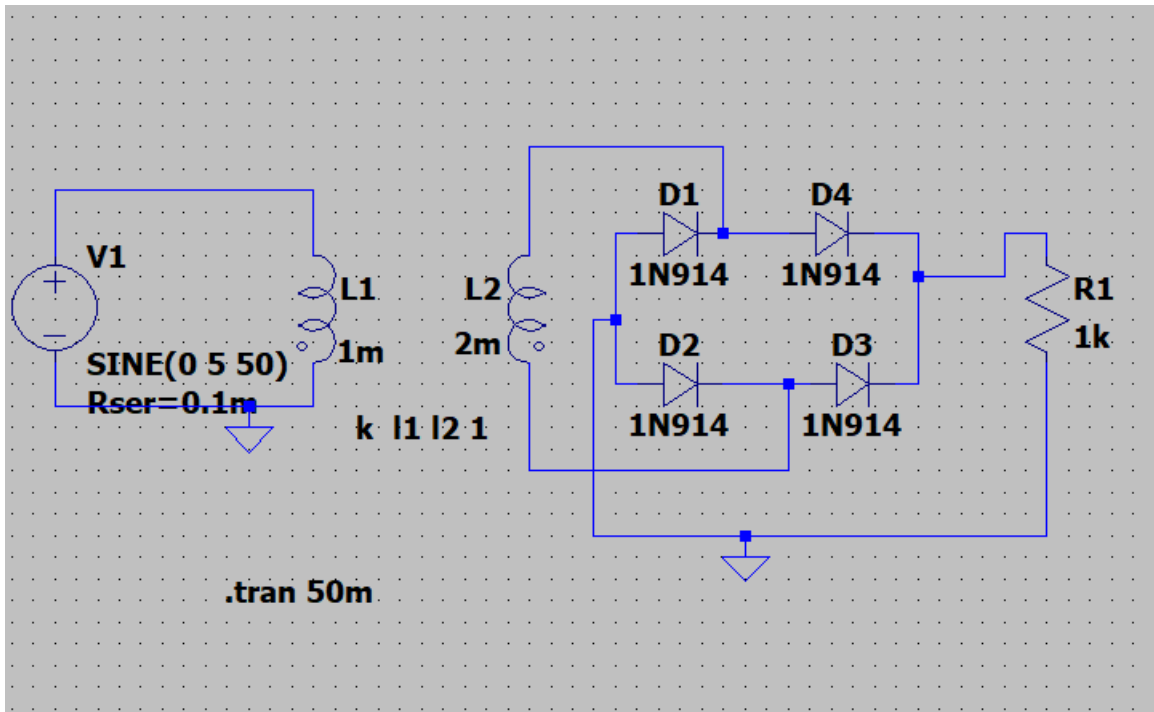 V1
SINE(0 5 50)
Rser=0.1m
L1
1m
L2
2m
k l1 l2 1
D1
1N914
D4
1N914
D2
1N914
D3
1N914
R1
1k
.tran 50m